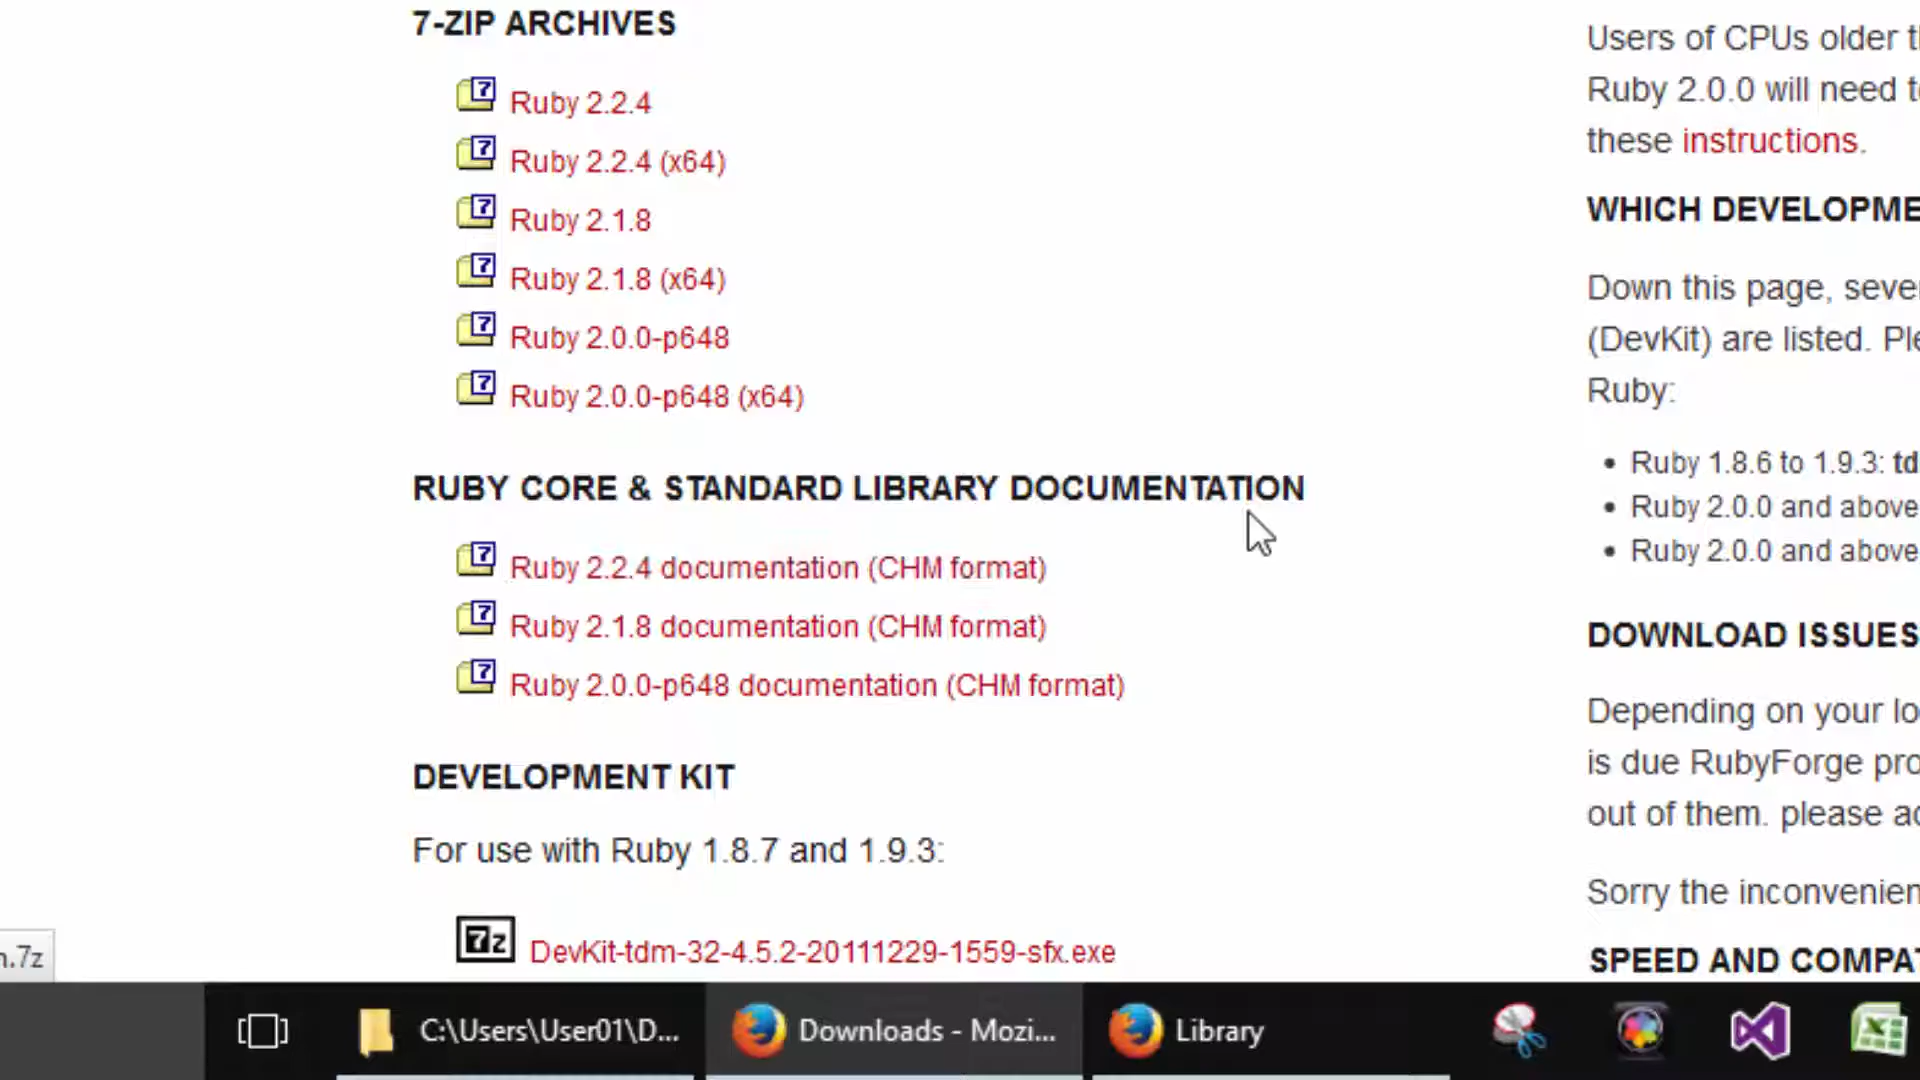 7-ZIP ARCHIVES
Ruby 2.2.4
Ruby 2.2.4 (x64)
Ruby 2.1.8
Ruby 2.1.8 (x64)
Ruby 2.0.0-p648
Ruby 2.0.0-p648 (x64)
RUBY CORE & STANDARD LIBRARY DOCUMENTATION
Ruby 2.2.4 documentation (CHM format)
Ruby 2.1.8 documentation (CHM format)
Ruby 2.0.0-p648 documentation (CHM format)
DEVELOPMENT KIT
For use with Ruby 1.8.7 and 1.9.3:
7z DevKit-tdm-32-4.5.2-20111229-1559-sfx.exe
Users of CPUs older
Ruby 2.0.0 will need
these instructions.
WHICH
Down this page,
(DevKit) are listed.
Ruby:
• Ruby 1.8.6 to 1.9.3:
• Ruby 2.0.0 and above
• Ruby 2.0.0 and above
DOWNLOAD ISSUES
Depending on your
is due RubyForge
out of them. please
Sorry the
SPEED AND
.7z
C:\Users\User01\D...
Downloads - Mozi...
Library